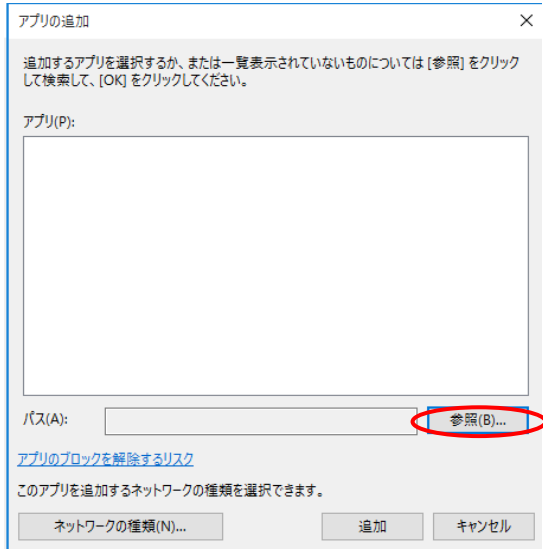 アプリの追加
追加するアプリを選択するか、または一覧表示されていないものについては [参照] をクリック
して検索して、[OK] をクリックしてください。
アプリ(P):
パス(A):
参照(B)...
アプリのブロックを解除するリスク
このアプリを追加するネットワークの種類を選択できます。
ネットワークの種類(N)...
追加
キャンセル